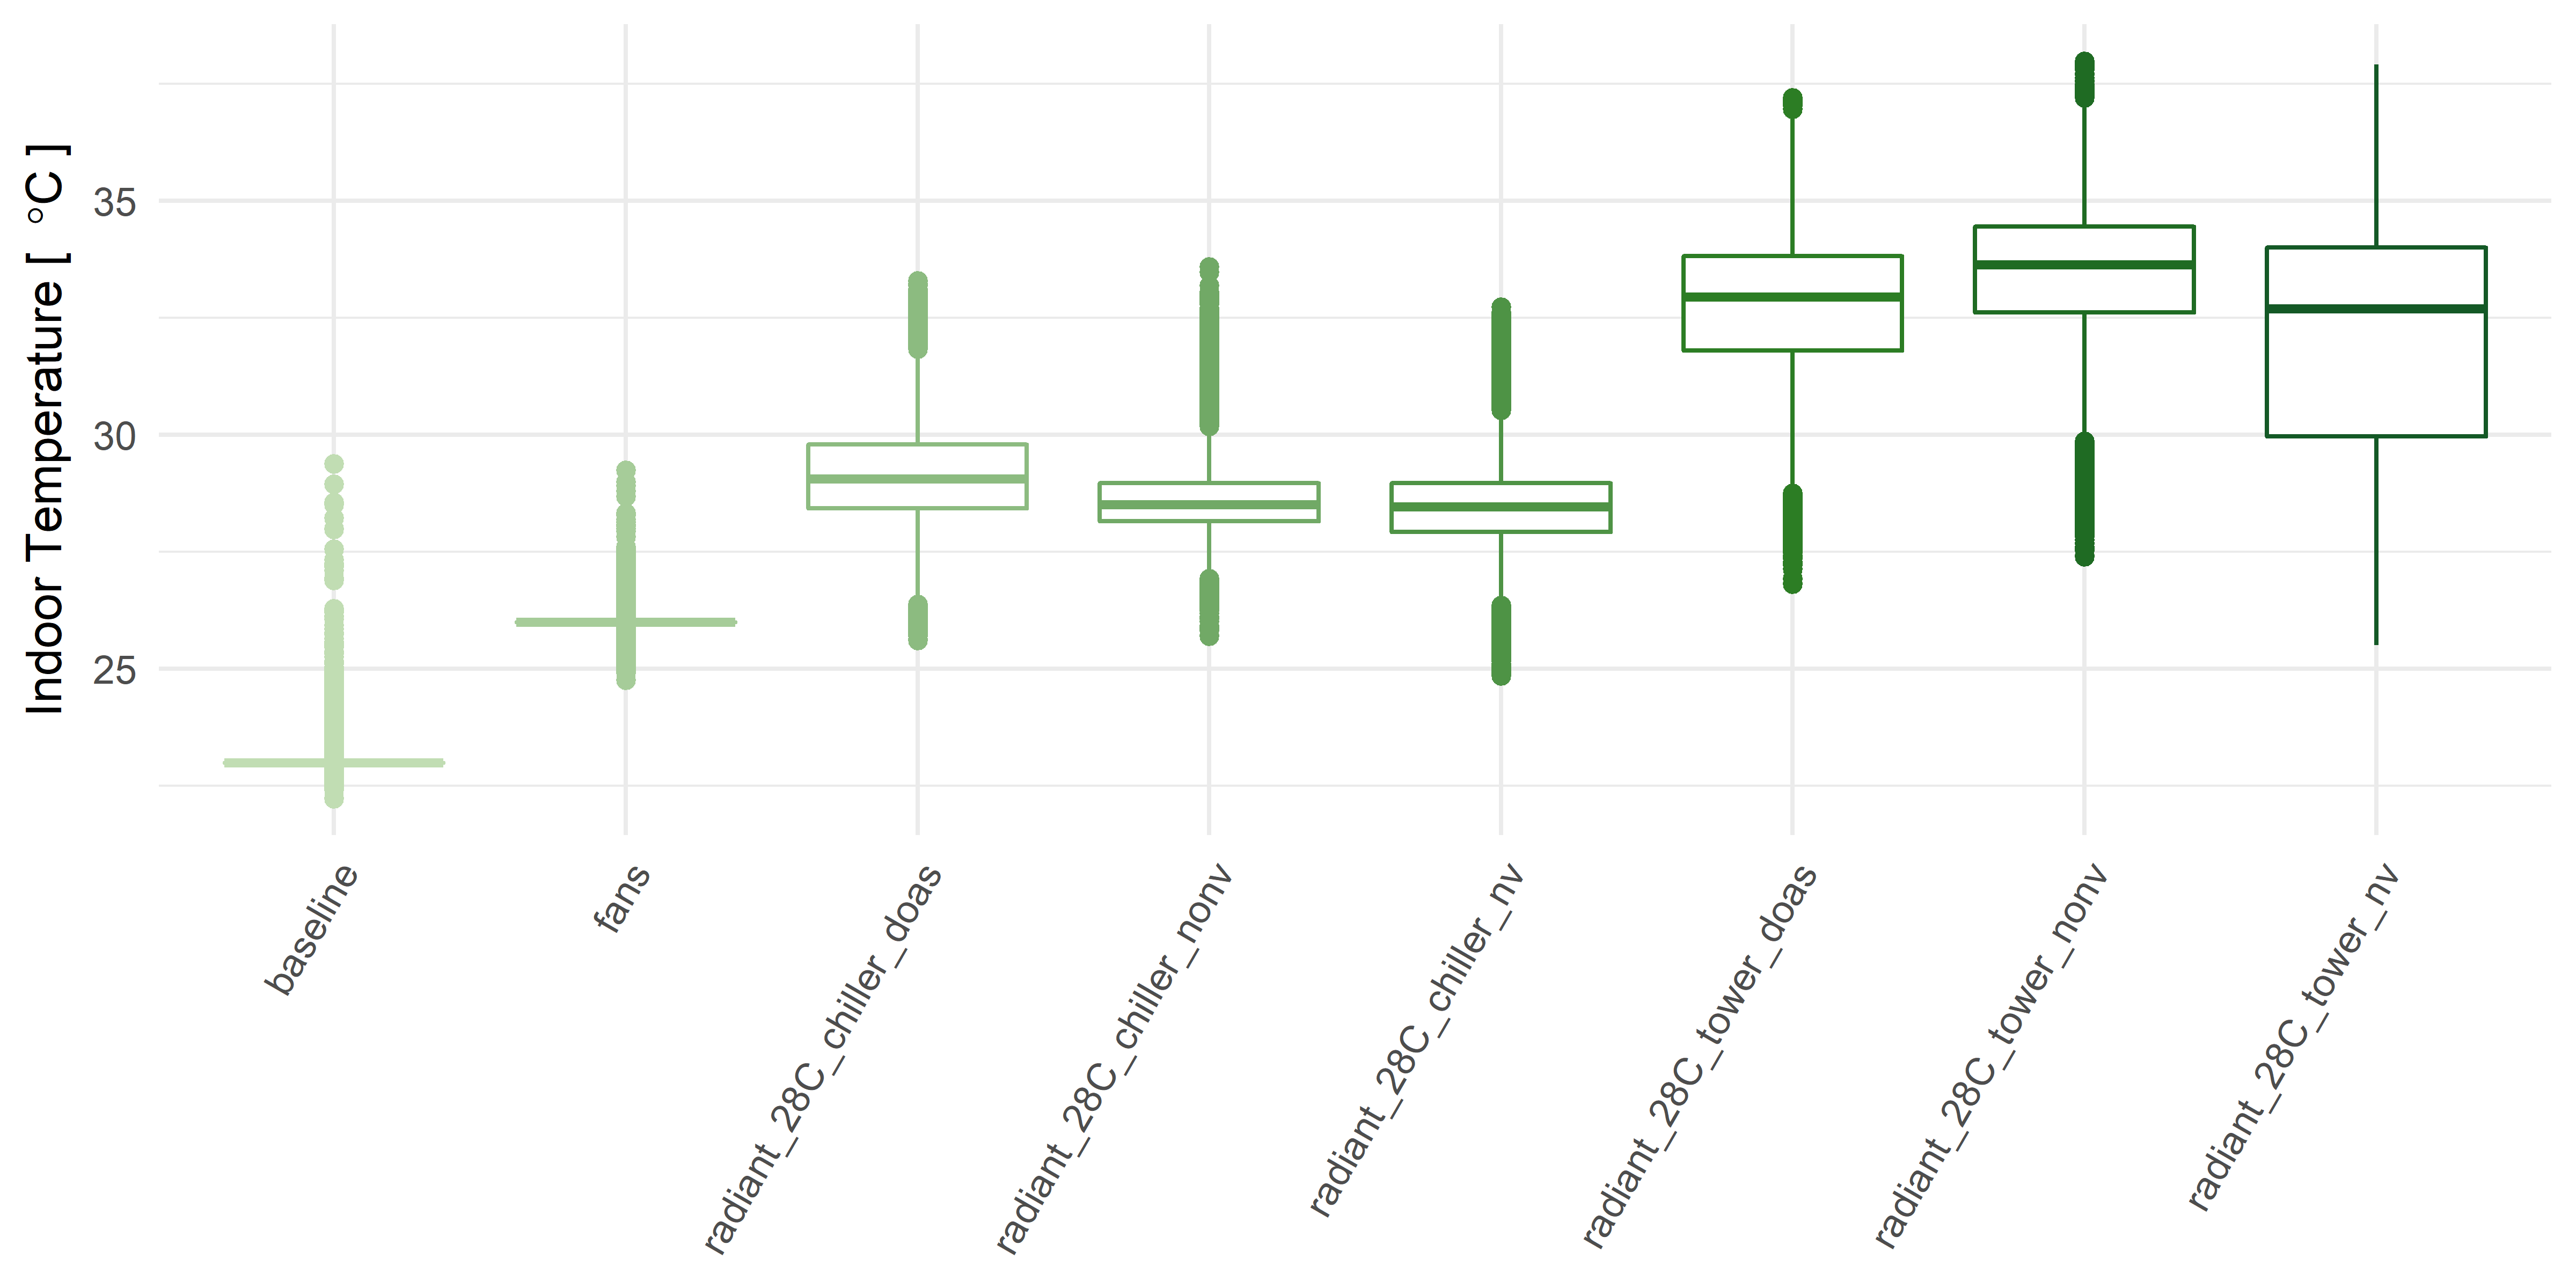 Indoor Temperature [ °C ]
35
30
25
baseline
fans
radiant_28C_chiller_doas
radiant_28C_chiller_nonv
radiant_28C_chiller_nv
radiant_28C_tower_doas
radiant_28C_tower_nonv
radiant_28C_tower_nv